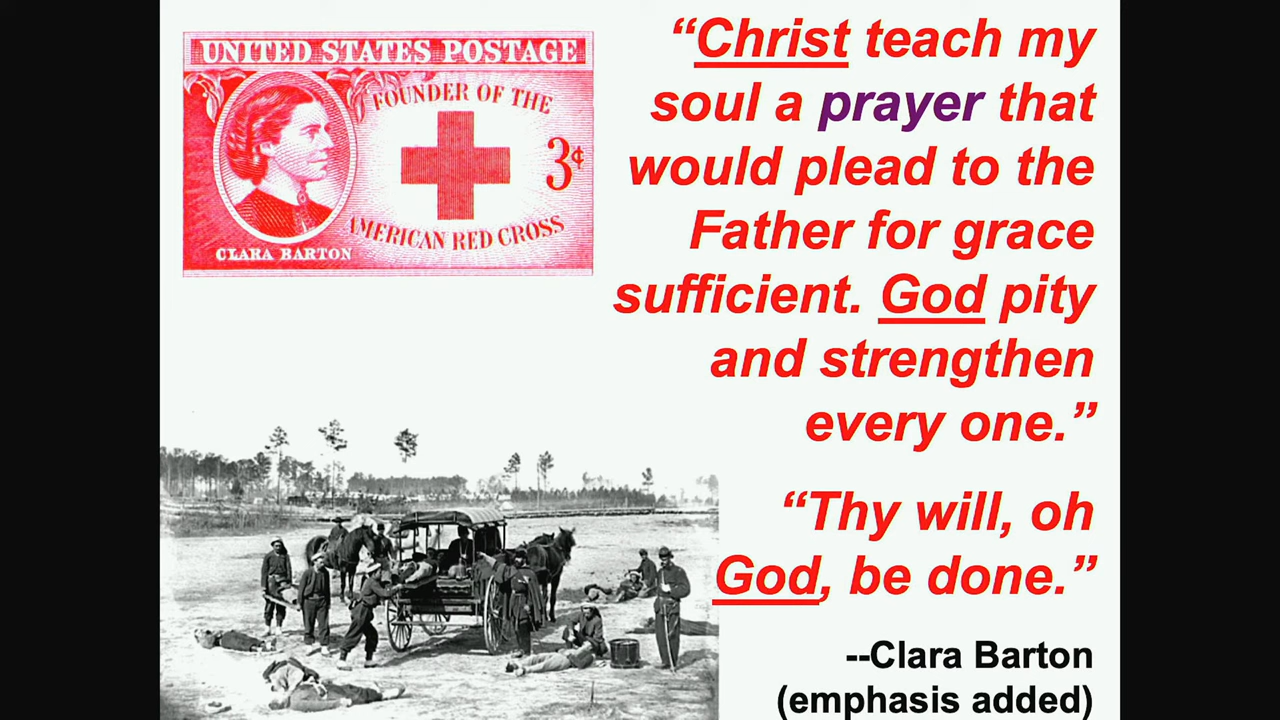 UNITED STATES POSTAGE
FOUNDER OF THE
3¢
AMERICAN RED CROSS
CLARA BARTON
“Christ teach my
soul a prayer that
would plead to the
Father for grace
sufficient. God pity
and strengthen
every one.”
“Thy will, oh
God, be done.”
--Clara Barton
(emphasis added)